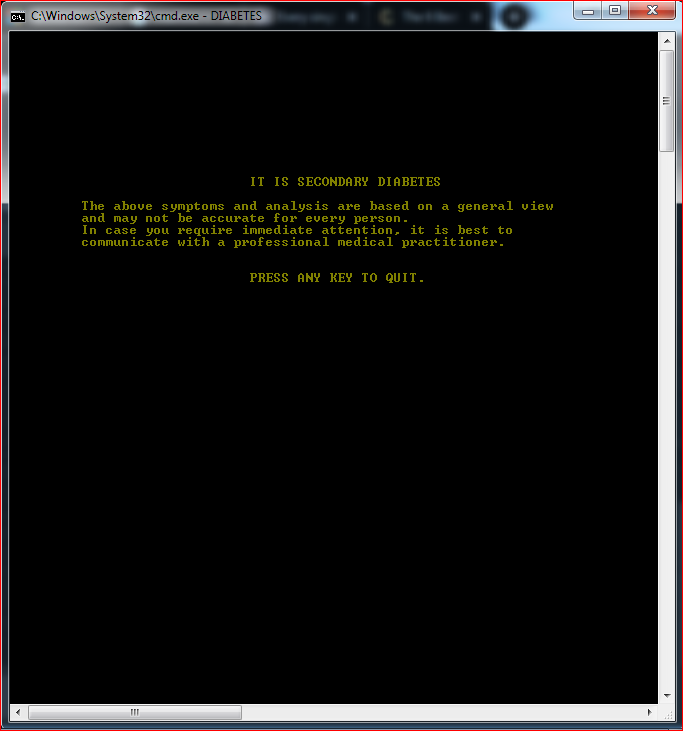 C:\Windows\System32\cmd.exe - DIABETES
IT IS SECONDARY DIABETES
The above symptoms and analysis are based on a general view
and may not be accurate for every person.
In case you require immediate attention, it is best to
communicate with a professional medical practitioner.
PRESS ANY KEY TO QUIT.